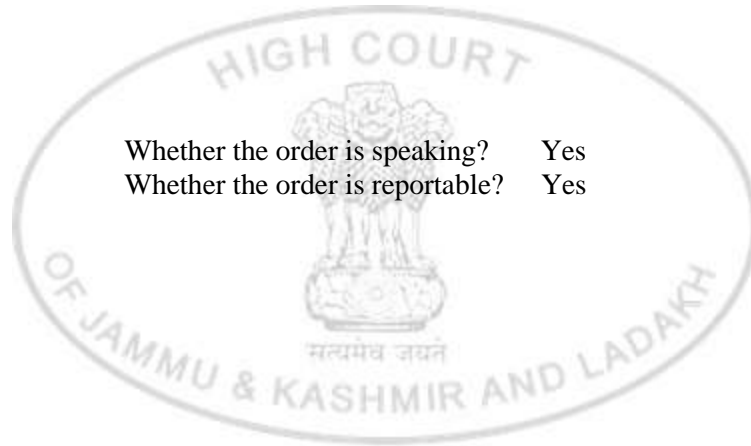 HIGH COURT
Whether the order is speaking? Yes
Whether the order is reportable? Yes
सत्यमेव जयते
OF JAMMU & KASHMIR AND LADAKH